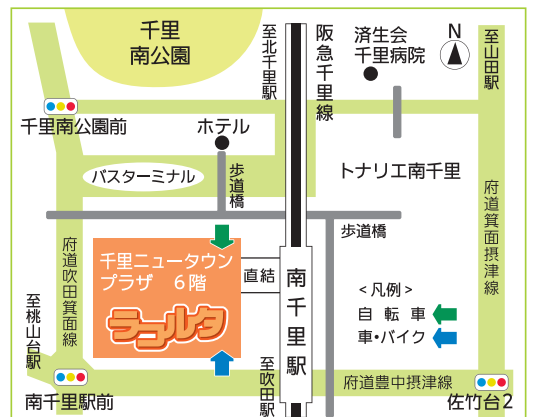 千里
南公園
至北千里駅
阪急千里線
済生会
千里病院
N
至山田駅
千里南公園前
ホテル
バスターミナル
歩道橋
トナリエ南千里
府道箕面摂津線
歩道橋
府道吹田箕面線
千里ニュータウン
プラザ 6階
ラコルタ
直結
南千里駅
<凡例>
自転車
車・バイク
至桃山台駅
南千里駅前
至吹田駅
府道豊中摂津線
佐竹台2